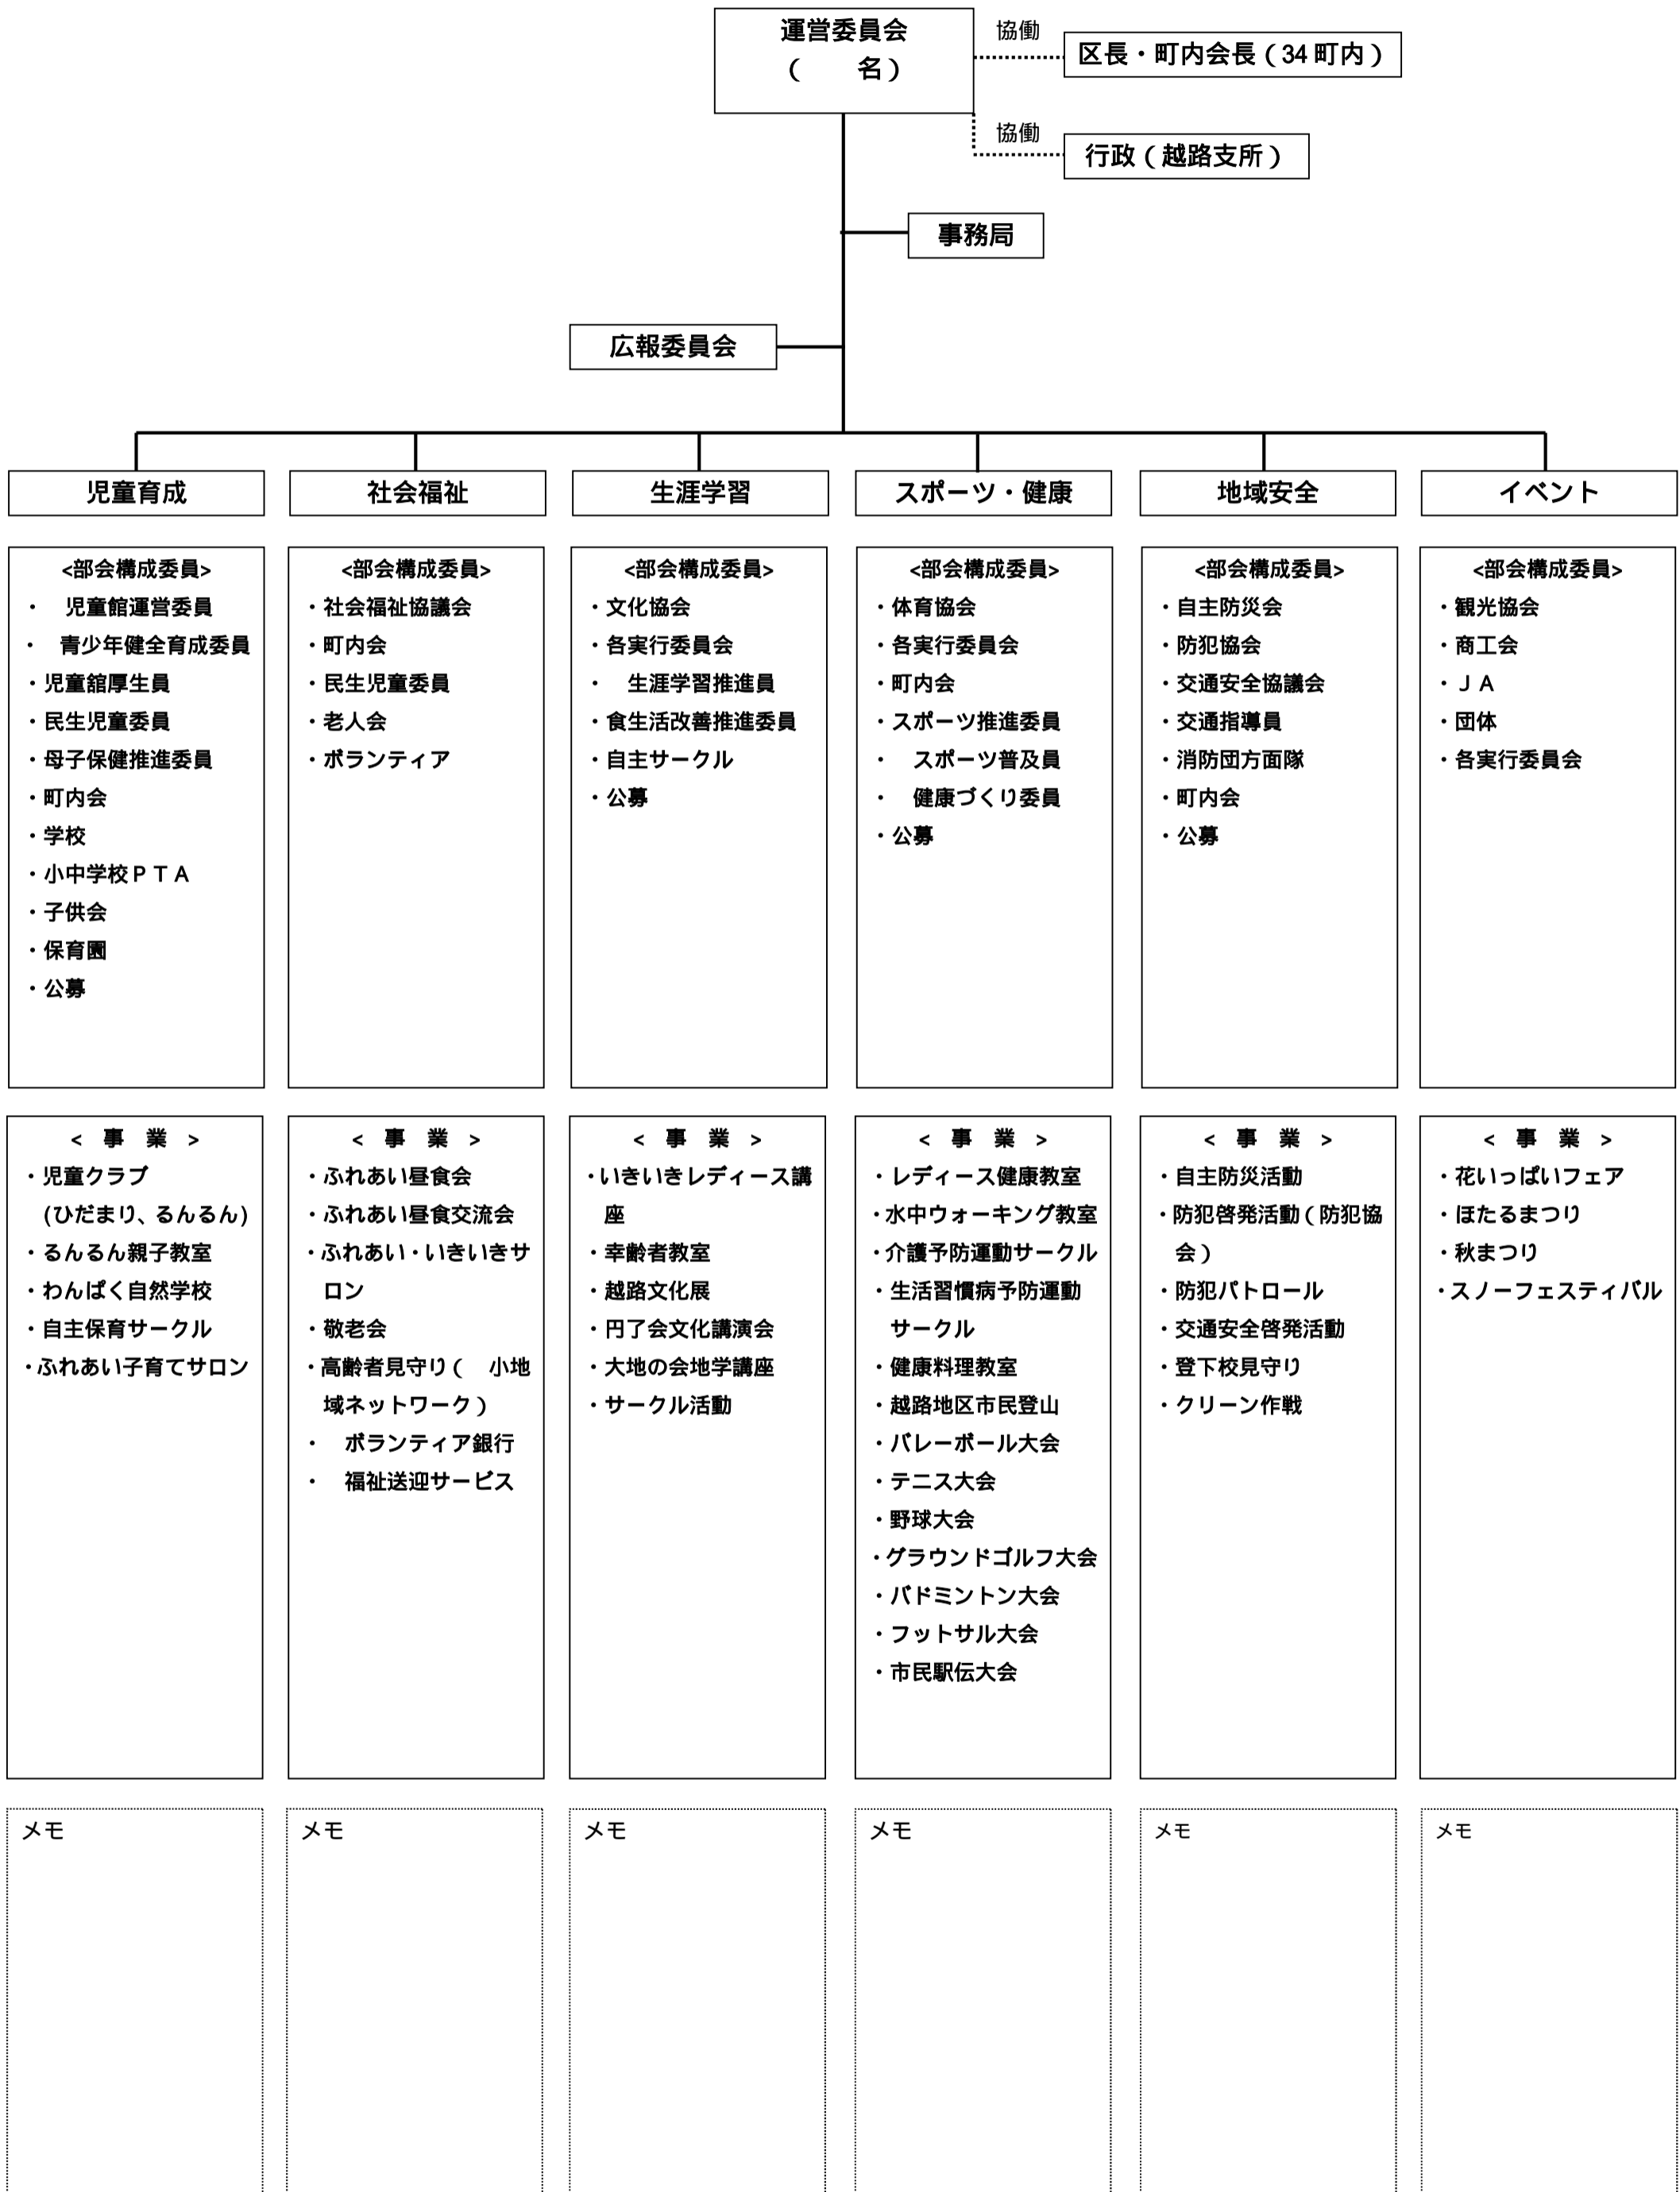 運営委員会
（　　名）
協働
区長・町内会長（34 町内）
協働
行政（越路支所）
事務局
広報委員会
児童育成
社会福祉
生涯学習
スポーツ・健康
地域安全
イベント
<部会構成委員>
・　児童館運営委員
・　青少年健全育成委員
・児童舘厚生員
・民生児童委員
・母子保健推進委員
・町内会
・学校
・小中学校ＰＴＡ
・子供会
・保育園
・公募
<部会構成委員>
・社会福祉協議会
・町内会
・民生児童委員
・老人会
・ボランティア
<部会構成委員>
・文化協会
・各実行委員会
・　生涯学習推進員
・食生活改善推進委員
・自主サークル
・公募
<部会構成委員>
・体育協会
・各実行委員会
・町内会
・スポーツ推進委員
・　スポーツ普及員
・　健康づくり委員
・公募
<部会構成委員>
・自主防災会
・防犯協会
・交通安全協議会
・交通指導員
・消防団方面隊
・町内会
・公募
<部会構成委員>
・観光協会
・商工会
・ＪＡ
・団体
・各実行委員会
<　事　業　>
・児童クラブ
(ひだまり、るんるん)
・るんるん親子教室
・わんぱく自然学校
・自主保育サークル
・ふれあい子育てサロン
<　事　業　>
・ふれあい昼食会
・ふれあい昼食交流会
・ふれあい・いきいきサ
ロン
・敬老会
・高齢者見守り（　小地
域ネットワーク）
・　ボランティア銀行
・　福祉送迎サービス
<　事　業　>
・いきいきレディース講
座
・幸齢者教室
・越路文化展
・円了会文化講演会
・大地の会地学講座
・サークル活動
<　事　業　>
・レディース健康教室
・水中ウォーキング教室
・介護予防運動サークル
・生活習慣病予防運動
サークル
・健康料理教室
・越路地区市民登山
・バレーボール大会
・テニス大会
・野球大会
・グラウンドゴルフ大会
・バドミントン大会
・フットサル大会
・市民駅伝大会
<　事　業　>
・自主防災活動
・防犯啓発活動（防犯協
会）
・防犯パトロール
・交通安全啓発活動
・登下校見守り
・クリーン作戦
<　事　業　>
・花いっぱいフェア
・ほたるまつり
・秋まつり
・スノーフェスティバル
メモ
メモ
メモ
メモ
メモ
メモ